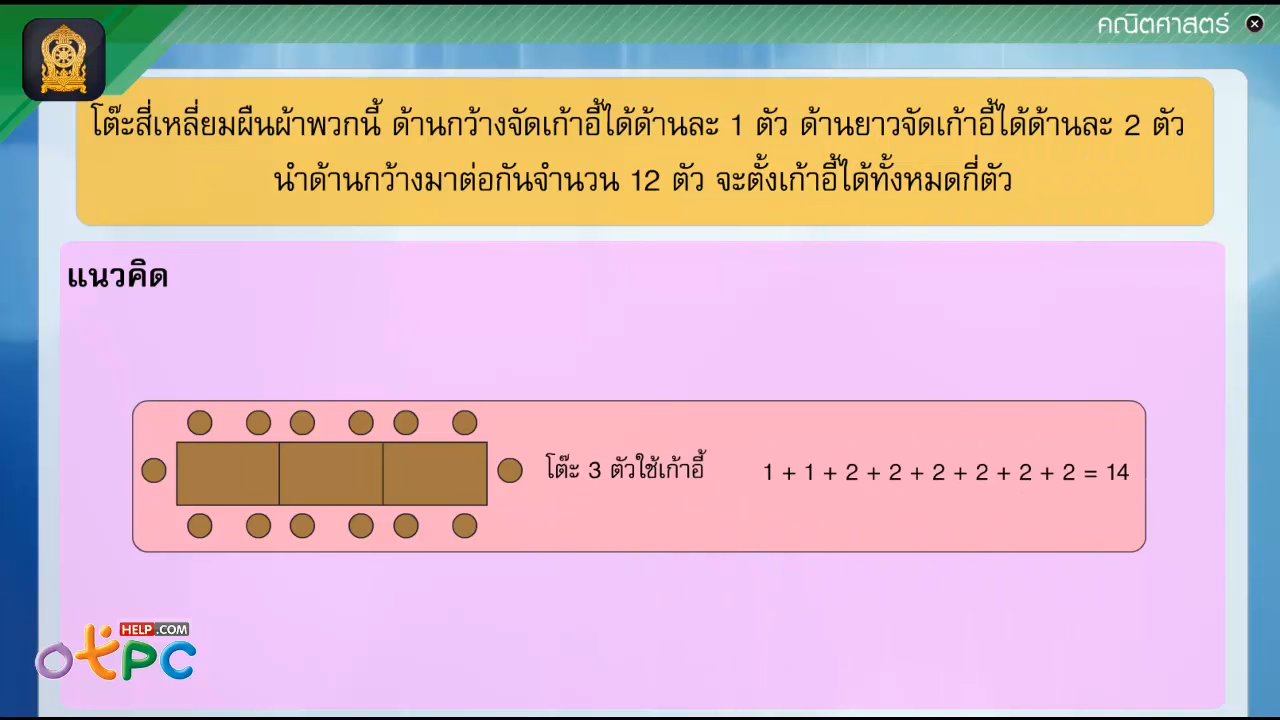 คณิตศาสตร์
โต๊ะสี่เหลี่ยมผืนผ้าพวกนี้ ด้านกว้างจัดเก้าอี้ได้ด้านละ 1 ตัว ด้านยาวจัดเก้าอี้ได้ด้านละ 2 ตัว
นำด้านกว้างมาต่อกันจำนวน 12 ตัว จะตั้งเก้าอี้ได้ทั้งหมดกี่ตัว
แนวคิด
โต๊ะ 3 ตัวใช้เก้าอี้ 1 + 1 + 2 + 2 + 2 + 2 + 2 + 2 = 14
HELP.COM
OTPC